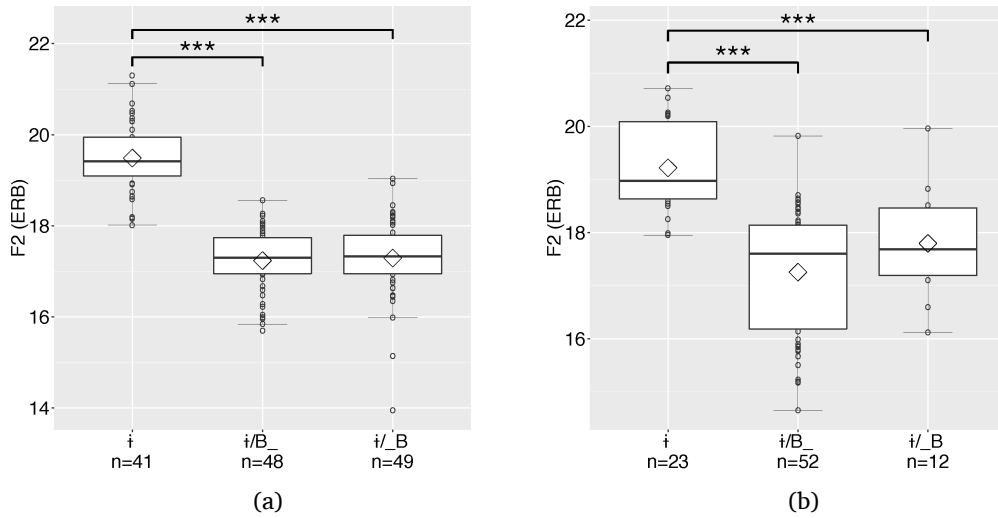 ***
***
22
20
18
16
14
F2 (ERB)
ɨ
n=41
ɨ/B_
n=48
ɨ/_B
n=49
(a)
***
***
22
20
18
16
F2 (ERB)
ɨ
n=23
ɨ/B_
n=52
ɨ/_B
n=12
(b)